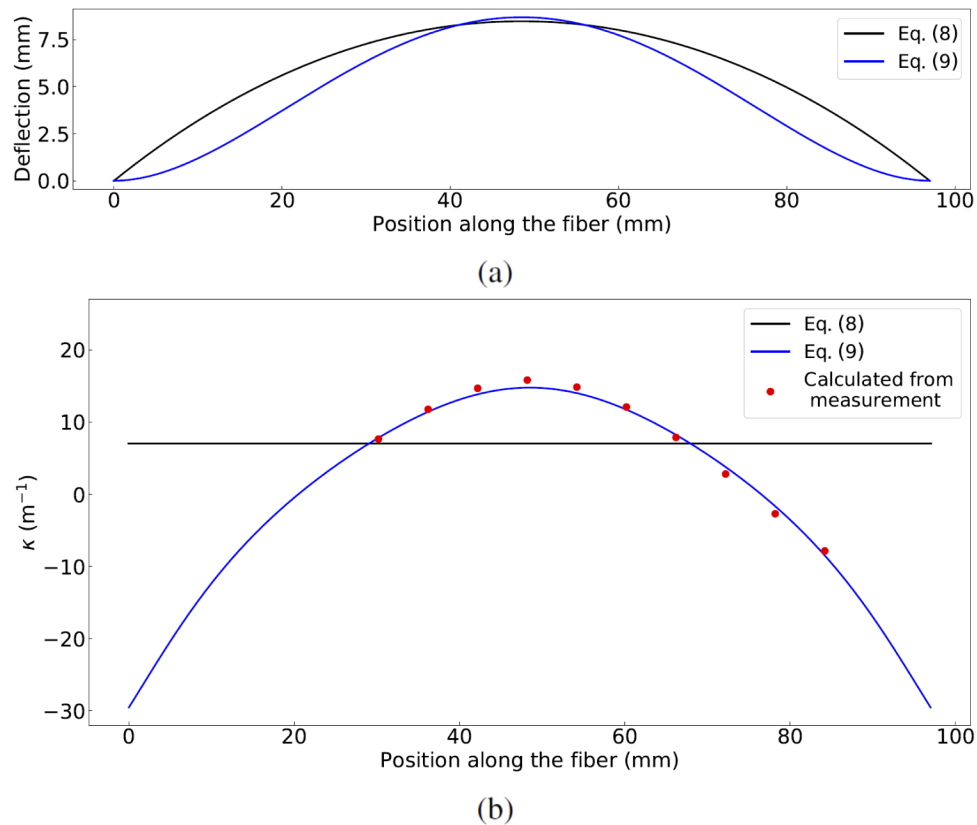 Deflection (mm)
7.5
5.0
2.5
0.0
Eq. (8)
Eq. (9)
0 20 40 60 80 100
Position along the fiber (mm)
(a)
κ (m⁻¹)
20
10
0
−10
−20
−30
Eq. (8)
Eq. (9)
Calculated from
measurement
0 20 40 60 80 100
Position along the fiber (mm)
(b)